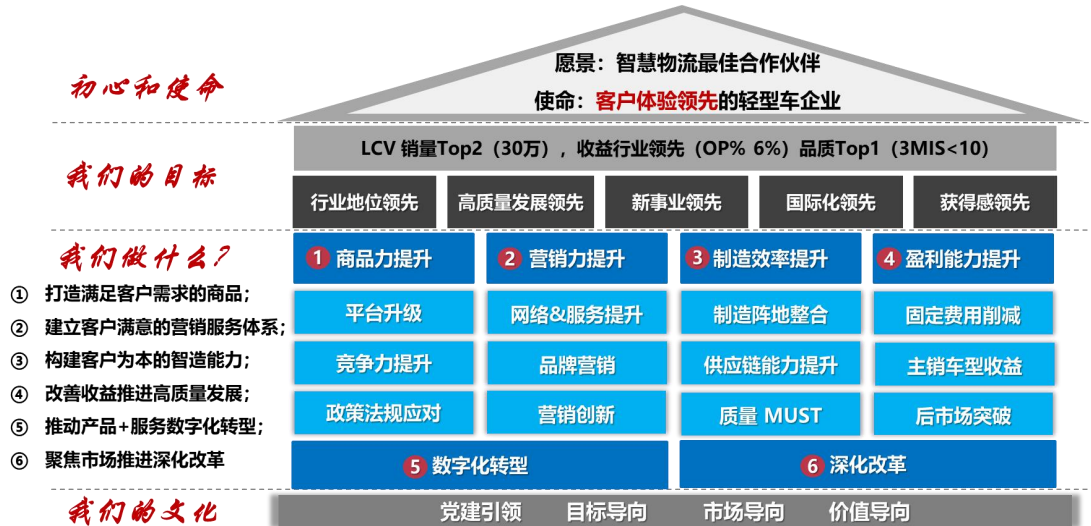 初心和使命
愿景：智慧物流最佳合作伙伴
使命：客户体验领先的轻型车企业
我们的目标
LCV 销量Top2（30万），收益行业领先（OP% 6%）品质Top1（3MIS<10）
行业地位领先
高质量发展领先
新事业领先
国际化领先
获得感领先
我们做什么？
① 打造满足客户需求的商品；
② 建立客户满意的营销服务体系；
③ 构建客户为本的智造能力；
④ 改善收益推进高质量发展；
⑤ 推动产品+服务数字化转型；
⑥ 聚焦市场推进深化改革
1 商品力提升
2 营销力提升
3 制造效率提升
4 盈利能力提升
平台升级
网络&服务提升
制造阵地整合
固定费用削减
竞争力提升
品牌营销
供应链能力提升
主销车型收益
政策法规应对
营销创新
质量 MUST
后市场突破
5 数字化转型
6 深化改革
我们的文化
党建引领 目标导向 市场导向 价值导向